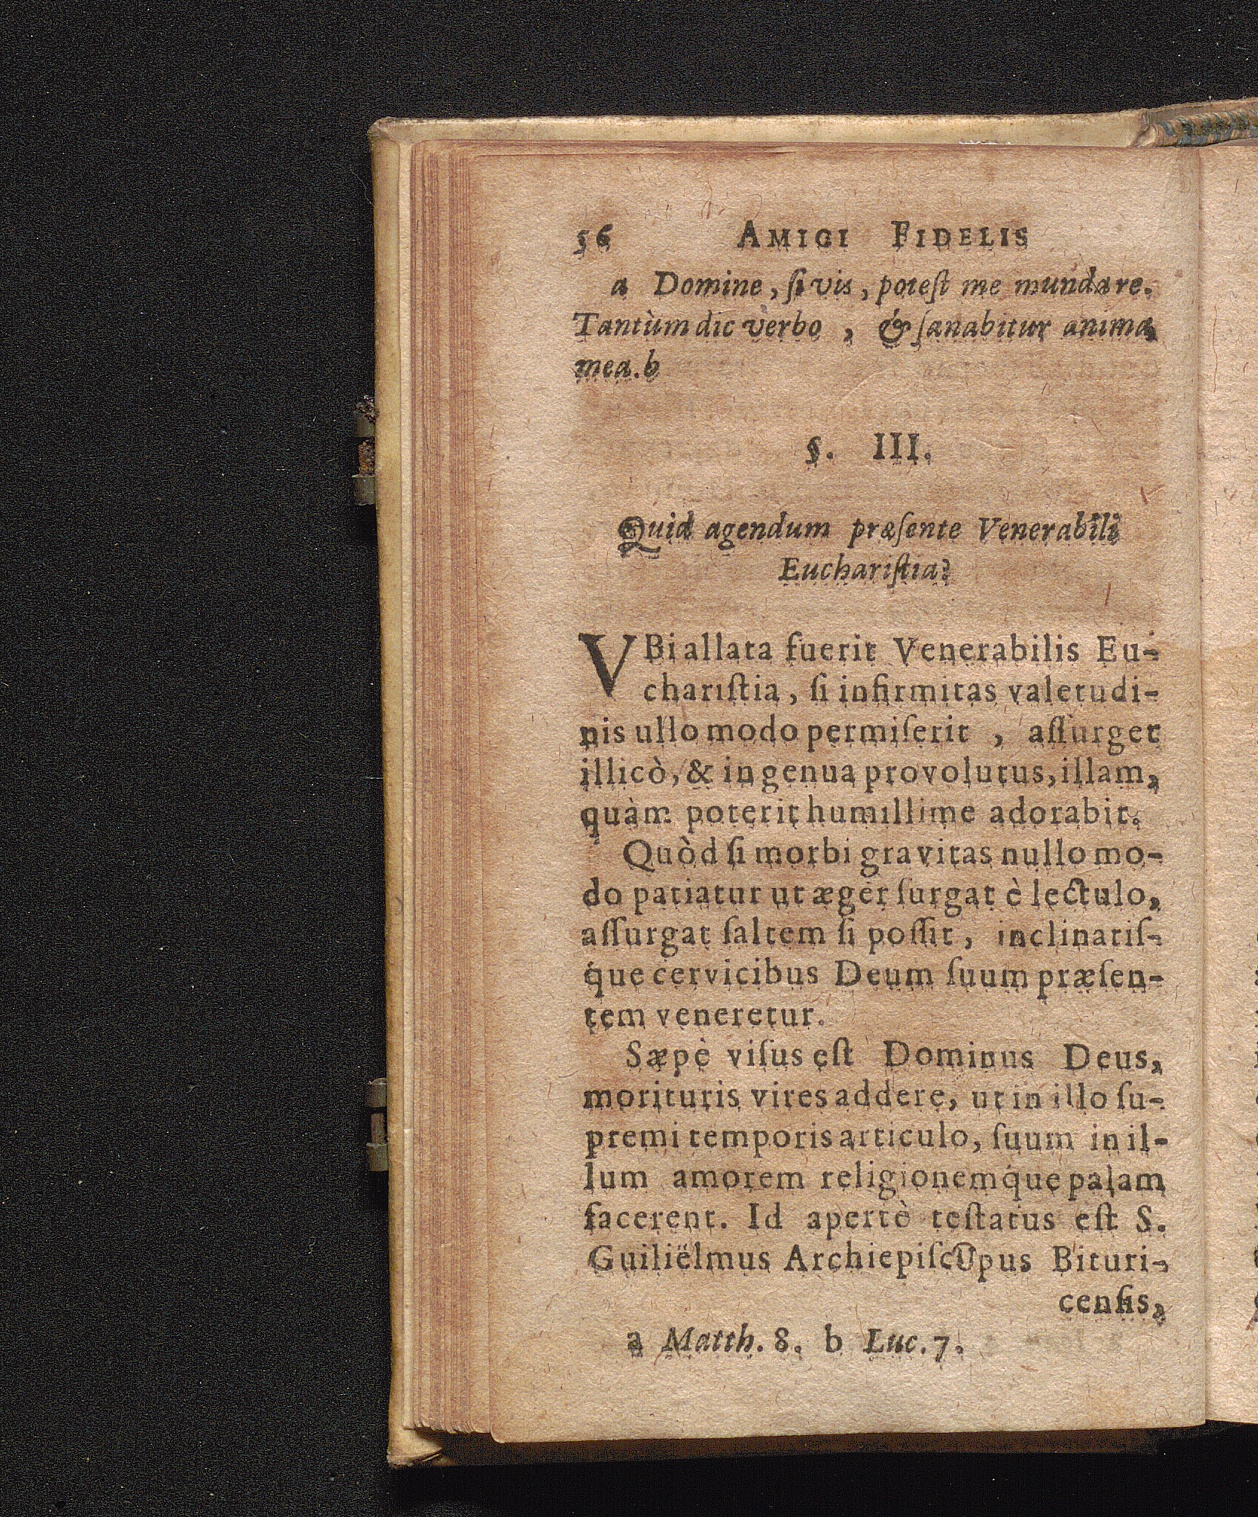 56 AMIGI FIDELIS
a Domine, ſi vis, poteſt me mundare.
Tantùm dic verbo, & ſanabitur anima
mea. b
§. III.
Quid agendum præſente Venerabili
Euchariſtia?
VBi allata fuerit Venerabilis Eu-
chariſtia, ſi infirmitas valetudi-
nis ullo modo permiſerit, aſſurget
illicò, & in genua provolutus, illam,
quàm poterit humillime adorabit.
Quòd ſi morbi gravitas nullo mo-
do patiatur ut æger ſurgat è lectulo,
aſſurgat ſaltem ſi poſſit, inclinatiſ-
que cervicibus Deum ſuum præſen-
tem veneretur.
Sæpè viſus eſt Dominus Deus,
morituris vires addere, ut in illo ſu-
premi temporis articulo, ſuum in il-
lum amorem religionemque palam
facerent. Id apertè teſtatus eſt S.
Guiliëlmus Archiepiſcopus Bituri-
cenſis,
a Matth. 8. b Luc. 7.